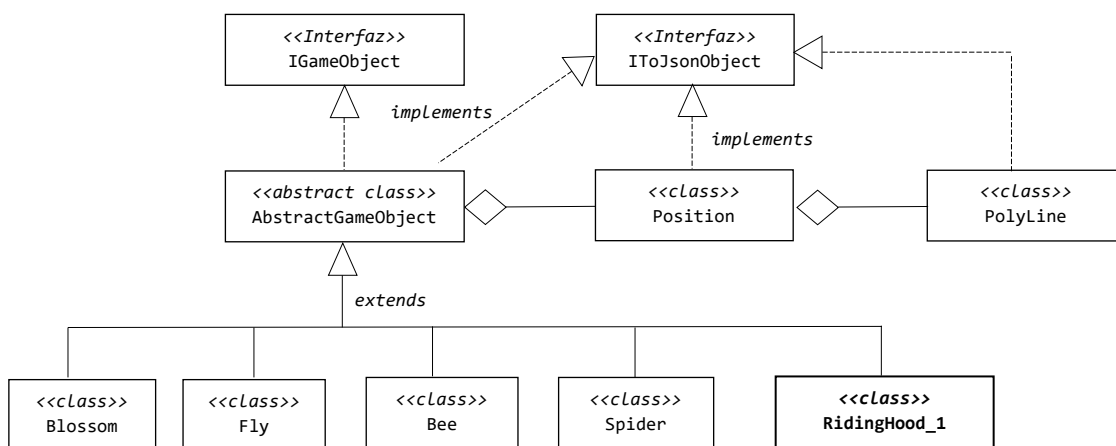 <<Interfaz>>
IGameObject
<<Interfaz>>
IToJsonObject
implements
implements
<<abstract class>>
AbstractGameObject
<<class>>
Position
<<class>>
PolyLine
extends
<<class>>
Blossom
<<class>>
Fly
<<class>>
Bee
<<class>>
Spider
<<class>>
RidingHood_1